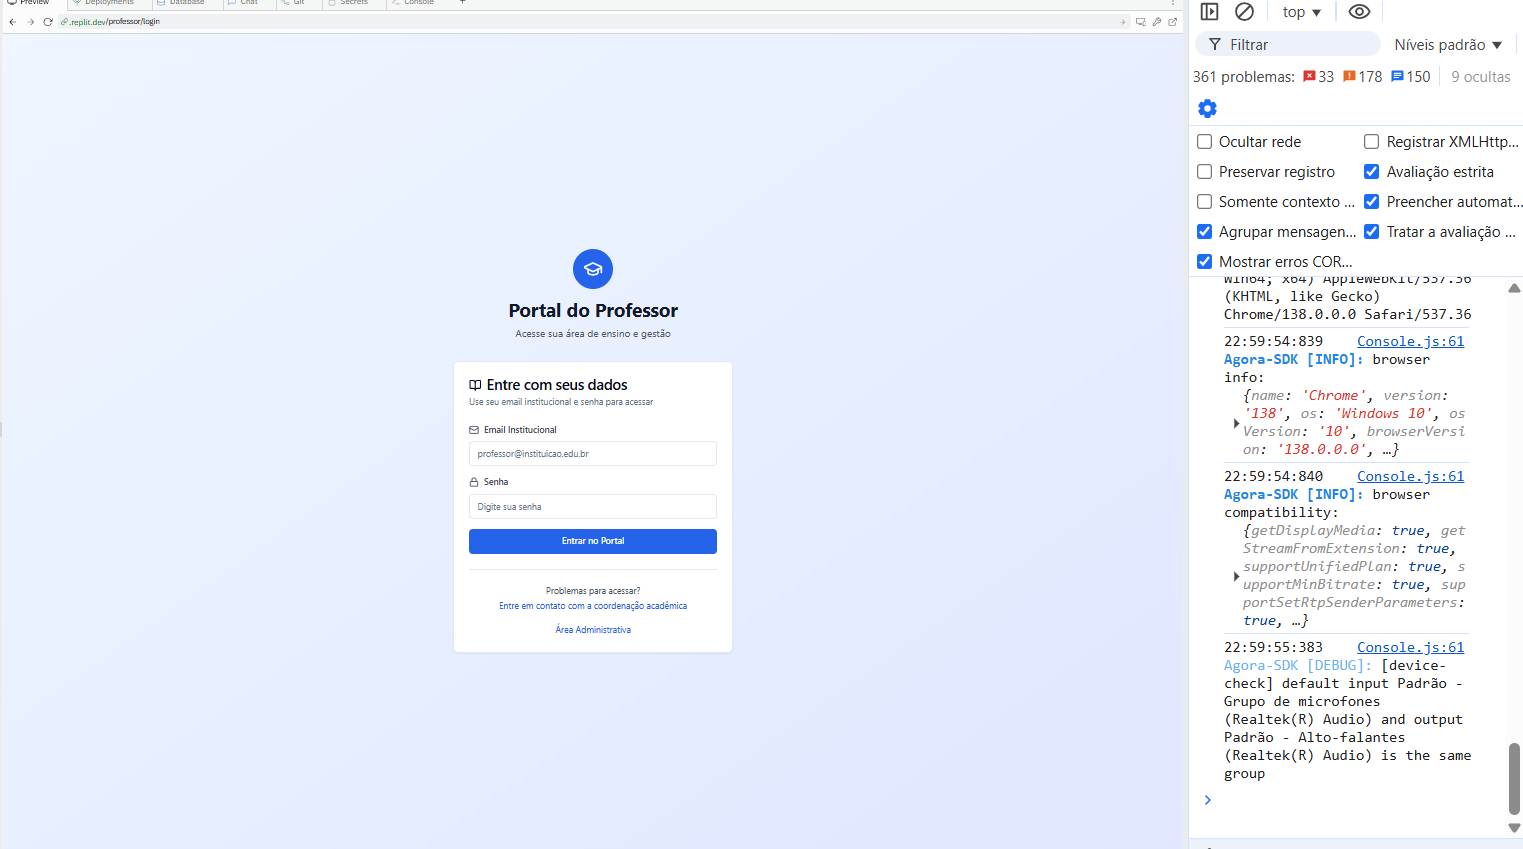 Preview
Deployments
Database
Chat
Git
Secrets
Console
.replit.dev/professor/login
Portal do Professor
Acesse sua área de ensino e gestão
Entre com seus dados
Use seu email institucional e senha para acessar
Email Institucional
professor@instituicao.edu.br
Senha
Digite sua senha
Entrar no Portal
Problemas para acessar?
Entre em contato com a coordenação acadêmica
Área Administrativa
top
Filtrar
Níveis padrão
361 problemas: 33 178 150 9 ocultas
Ocultar rede
Registrar XMLHttp...
Preservar registro
Avaliação estrita
Somente contexto ...
Preencher automat...
Agrupar mensagen...
Tratar a avaliação ...
Mostrar erros COR...
Win64; x64) AppleWebKit/537.36
(KHTML, like Gecko)
Chrome/138.0.0.0 Safari/537.36
22:59:54:839 Console.js:61
Agora-SDK [INFO]: browser
info:
{name: 'Chrome', version:
'138', os: 'Windows 10', os
Version: '10', browserVersi
on: '138.0.0.0', …}
22:59:54:840 Console.js:61
Agora-SDK [INFO]: browser
compatibility:
{getDisplayMedia: true, get
StreamFromExtension: true,
supportUnifiedPlan: true, s
upportMinBitrate: true, sup
portSetRtpSenderParameters:
true, …}
22:59:55:383 Console.js:61
Agora-SDK [DEBUG]: [device-
check] default input Padrão -
Grupo de microfones
(Realtek(R) Audio) and output
Padrão - Alto-falantes
(Realtek(R) Audio) is the same
group